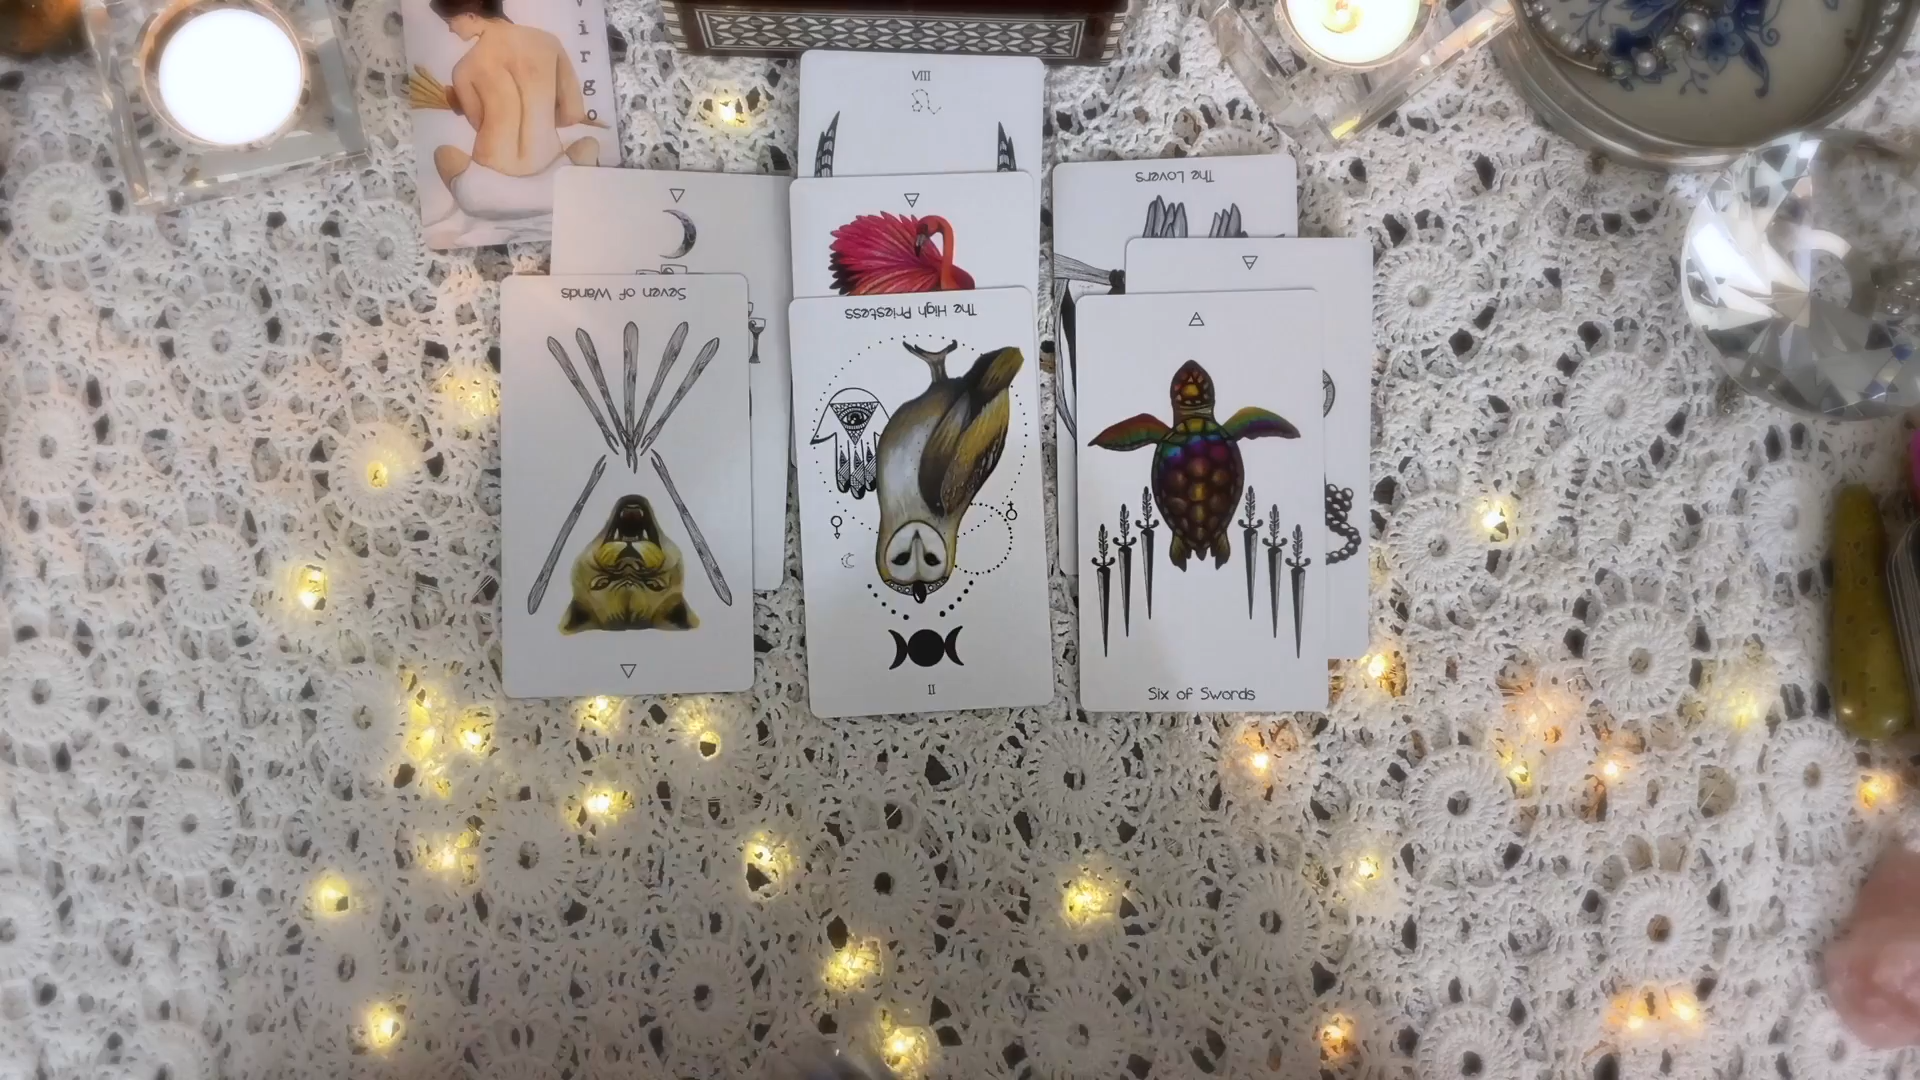 virgo
VIII
The Lovers
Seven of Wands
The High Priestess
II
Six of Swords